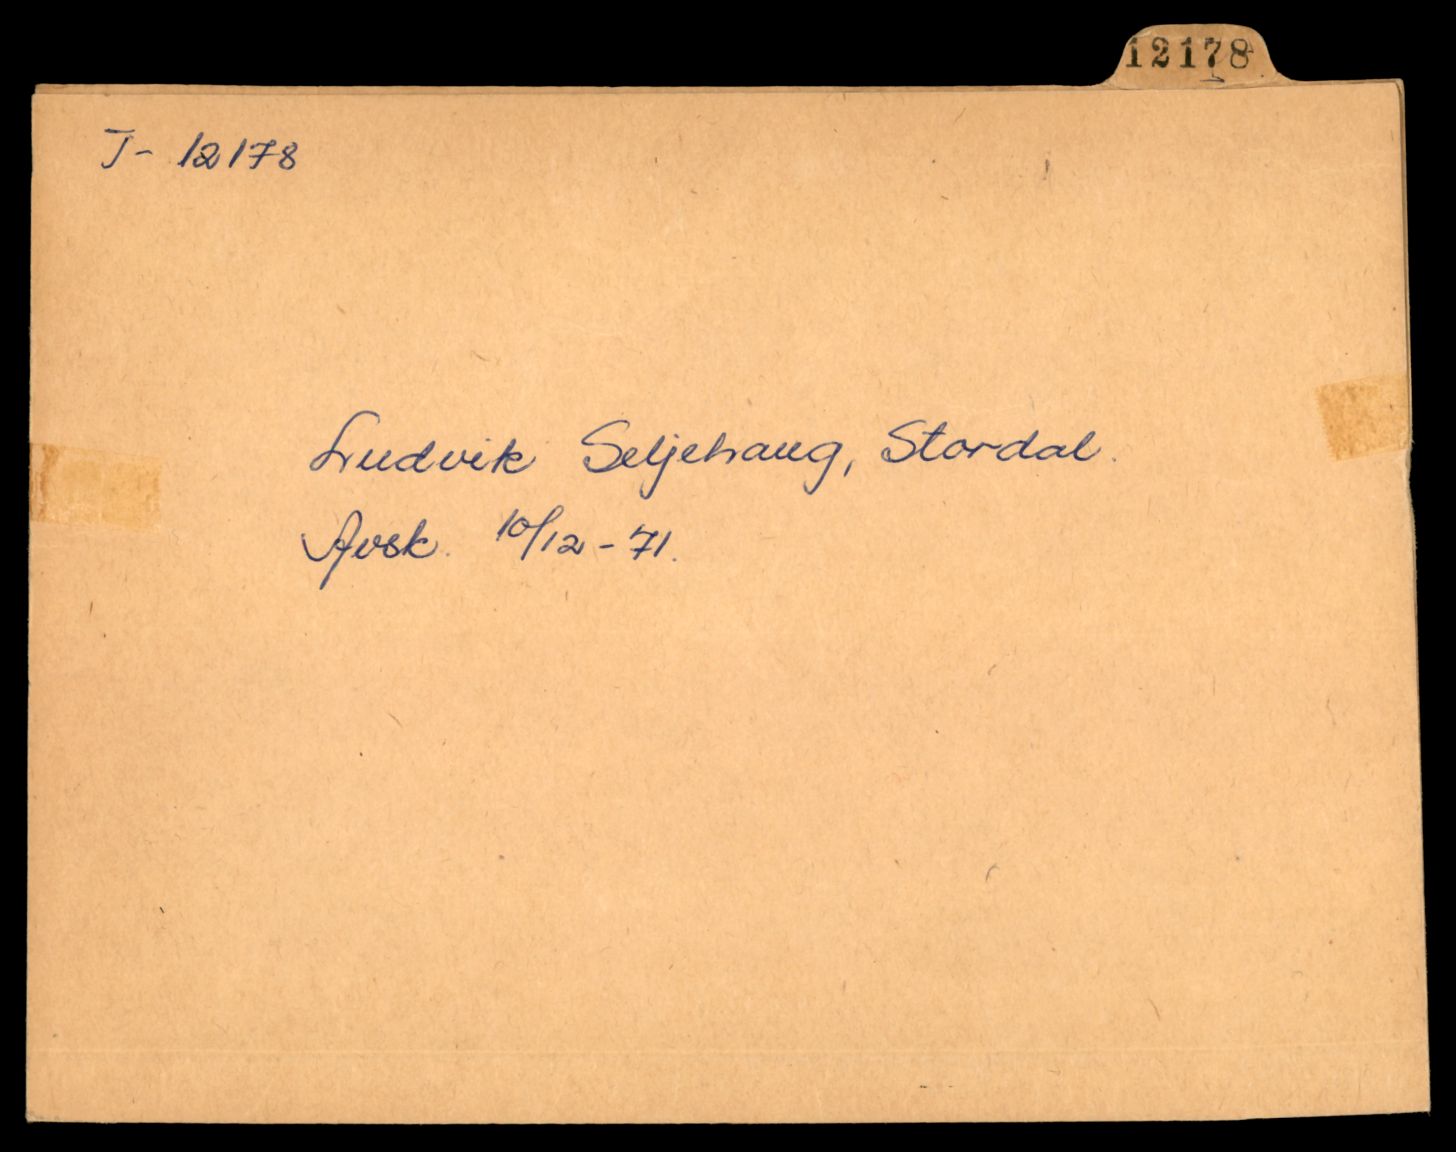 12178
T- 12178
Ludvik Seljehaug, Stordal.
Avsk. 10/12-71.